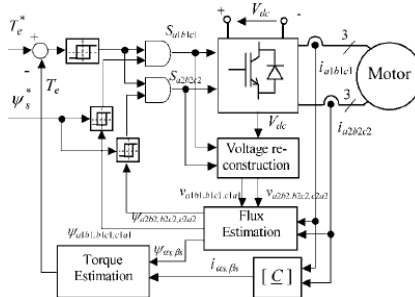 + V_dc −
T_e^* +
S_a1b1c1
3
−
T_e
i_a1b1c1
Motor
ψ_s^*
S_a2b2c2
3
V_dc
i_a2b2c2
Voltage re-
construction
v_a1b1,b1c1,c1a1
v_a2b2,b2c2,c2a2
ψ_a2b2,b2c2,c2a2
ψ_a1b1,b1c1,c1a1
Flux
Estimation
ψ_αs,βs
Torque
Estimation
i_αs,βs
[ C ]